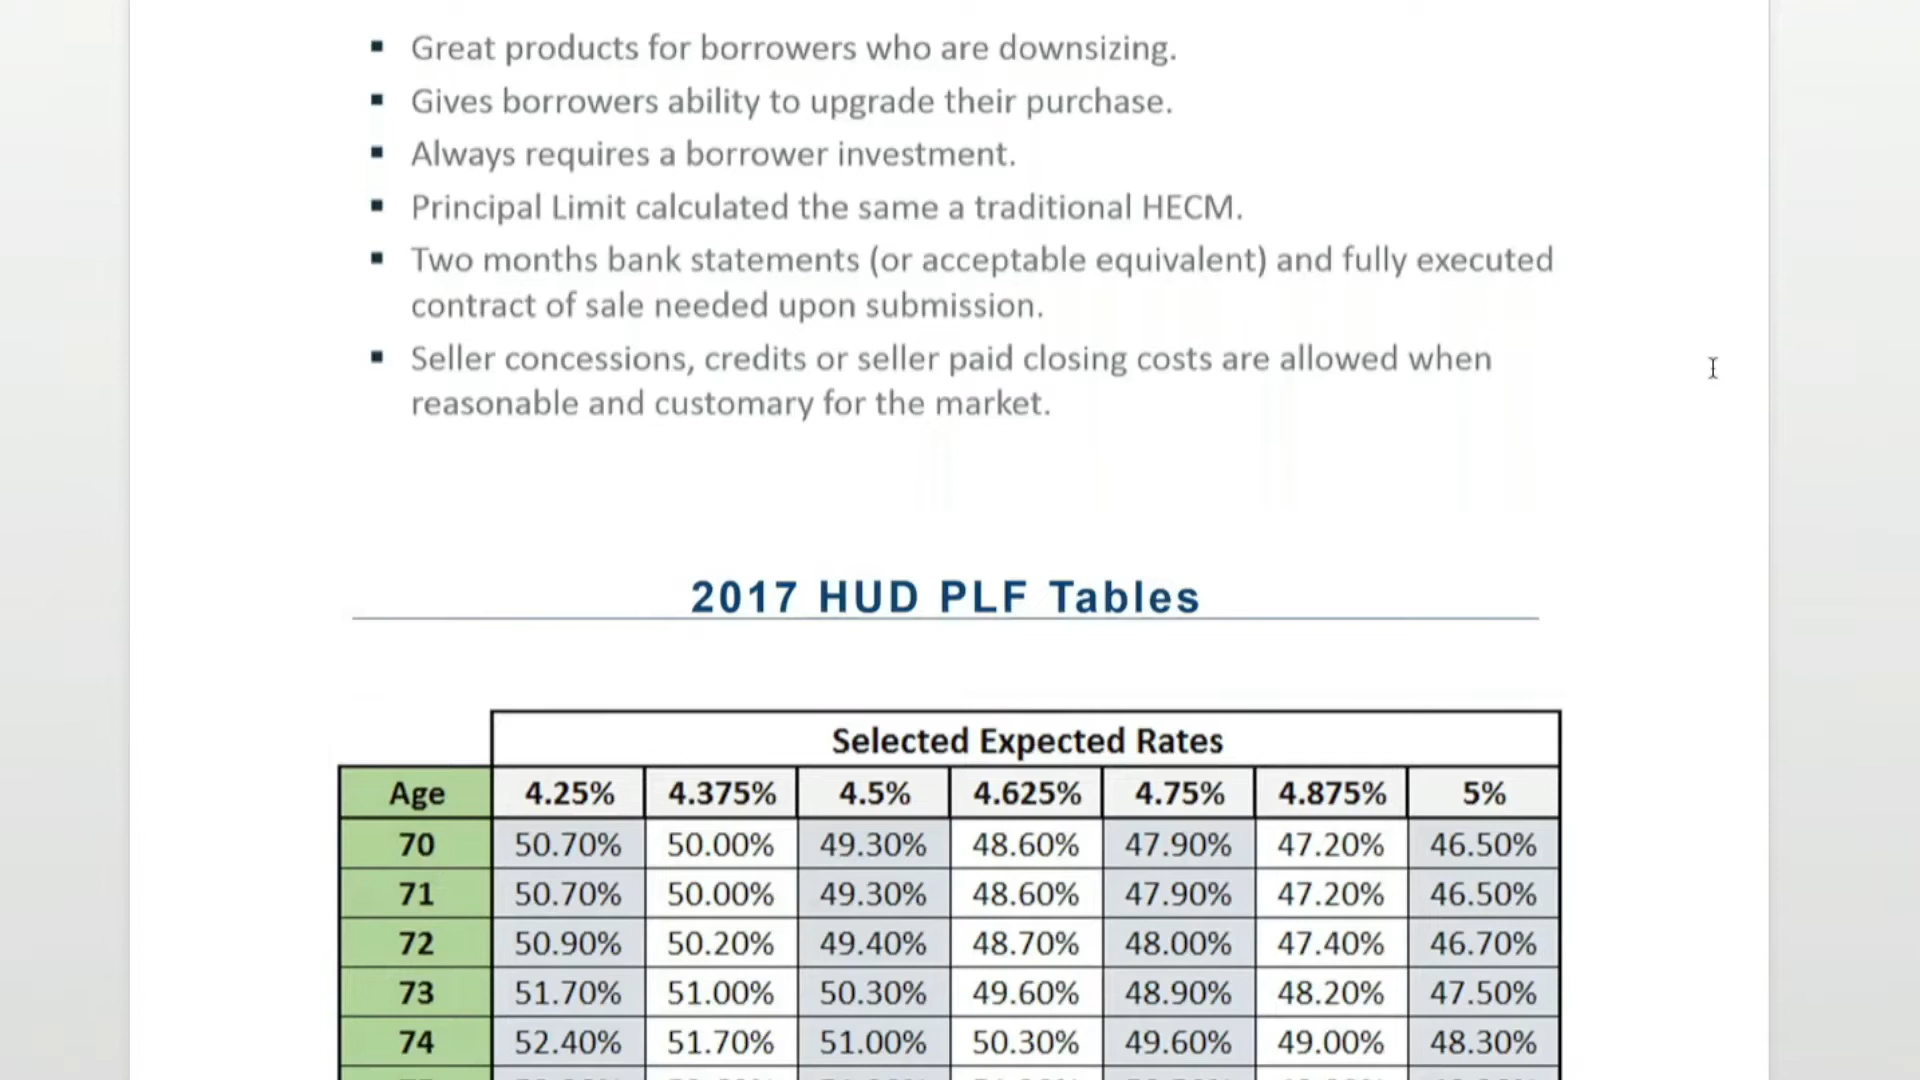 ▪ Great products for borrowers who are downsizing.
▪ Gives borrowers ability to upgrade their purchase.
▪ Always requires a borrower investment.
▪ Principal Limit calculated the same a traditional HECM.
▪ Two months bank statements (or acceptable equivalent) and fully executed
contract of sale needed upon submission.
▪ Seller concessions, credits or seller paid closing costs are allowed when
reasonable and customary for the market.
2017 HUD PLF Tables
Selected Expected Rates
Age 4.25% 4.375% 4.5% 4.625% 4.75% 4.875% 5%
70 50.70% 50.00% 49.30% 48.60% 47.90% 47.20% 46.50%
71 50.70% 50.00% 49.30% 48.60% 47.90% 47.20% 46.50%
72 50.90% 50.20% 49.40% 48.70% 48.00% 47.40% 46.70%
73 51.70% 51.00% 50.30% 49.60% 48.90% 48.20% 47.50%
74 52.40% 51.70% 51.00% 50.30% 49.60% 49.00% 48.30%